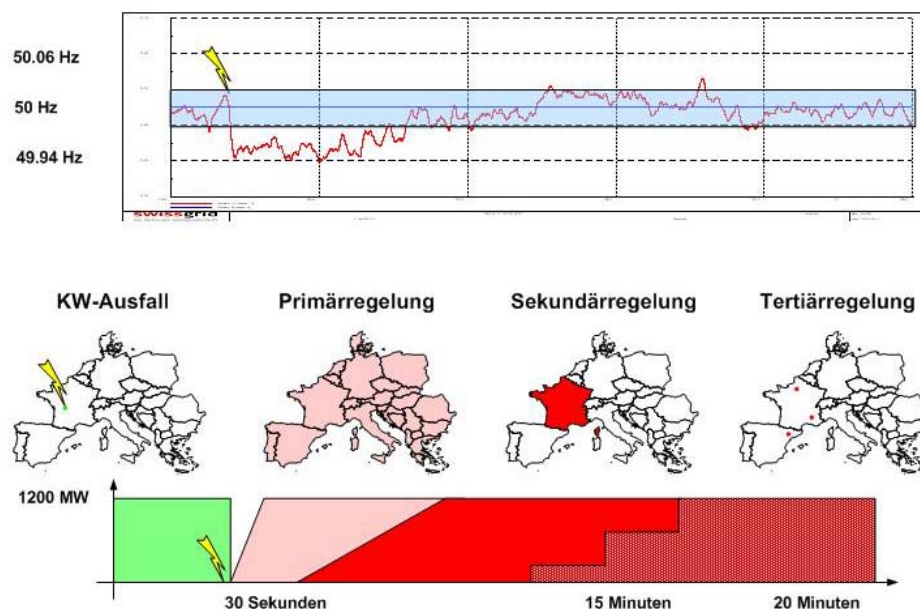 50.06 Hz
50 Hz
49.94 Hz
swissgrid
KW-Ausfall Primärregelung Sekundärregelung Tertiärregelung
1200 MW
30 Sekunden 15 Minuten 20 Minuten